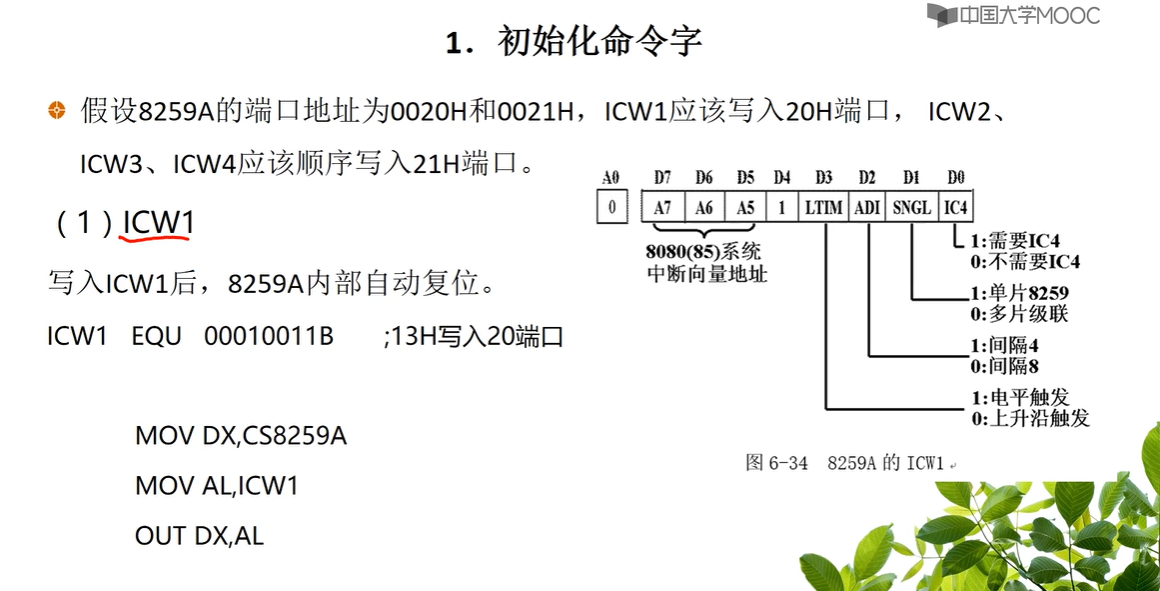 中国大学MOOC
1．初始化命令字
假设8259A的端口地址为0020H和0021H，ICW1应该写入20H端口， ICW2、
ICW3、ICW4应该顺序写入21H端口。
（1）ICW1
写入ICW1后，8259A内部自动复位。
ICW1 EQU 00010011B ;13H写入20端口
MOV DX,CS8259A
MOV AL,ICW1
OUT DX,AL
A0 D7 D6 D5 D4 D3 D2 D1 D0
0 A7 A6 A5 1 LTIM ADI SNGL IC4
8080(85)系统
中断向量地址
1:需要IC4
0:不需要IC4
1:单片8259
0:多片级联
1:间隔4
0:间隔8
1:电平触发
0:上升沿触发
图 6-34 8259A 的 ICW1